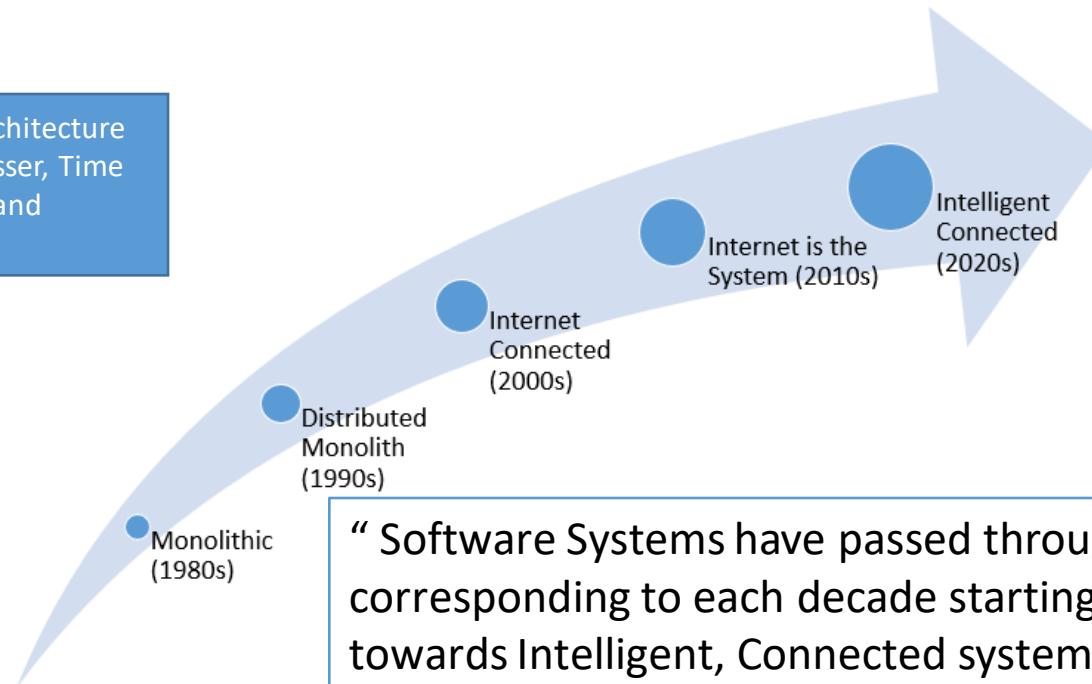 chitecture
sser, Time
and
Intelligent
Connected
(2020s)
Internet is the
System (2010s)
Internet
Connected
(2000s)
Distributed
Monolith
(1990s)
Monolithic
(1980s)
“ Software Systems have passed throu
corresponding to each decade starting
towards Intelligent, Connected system